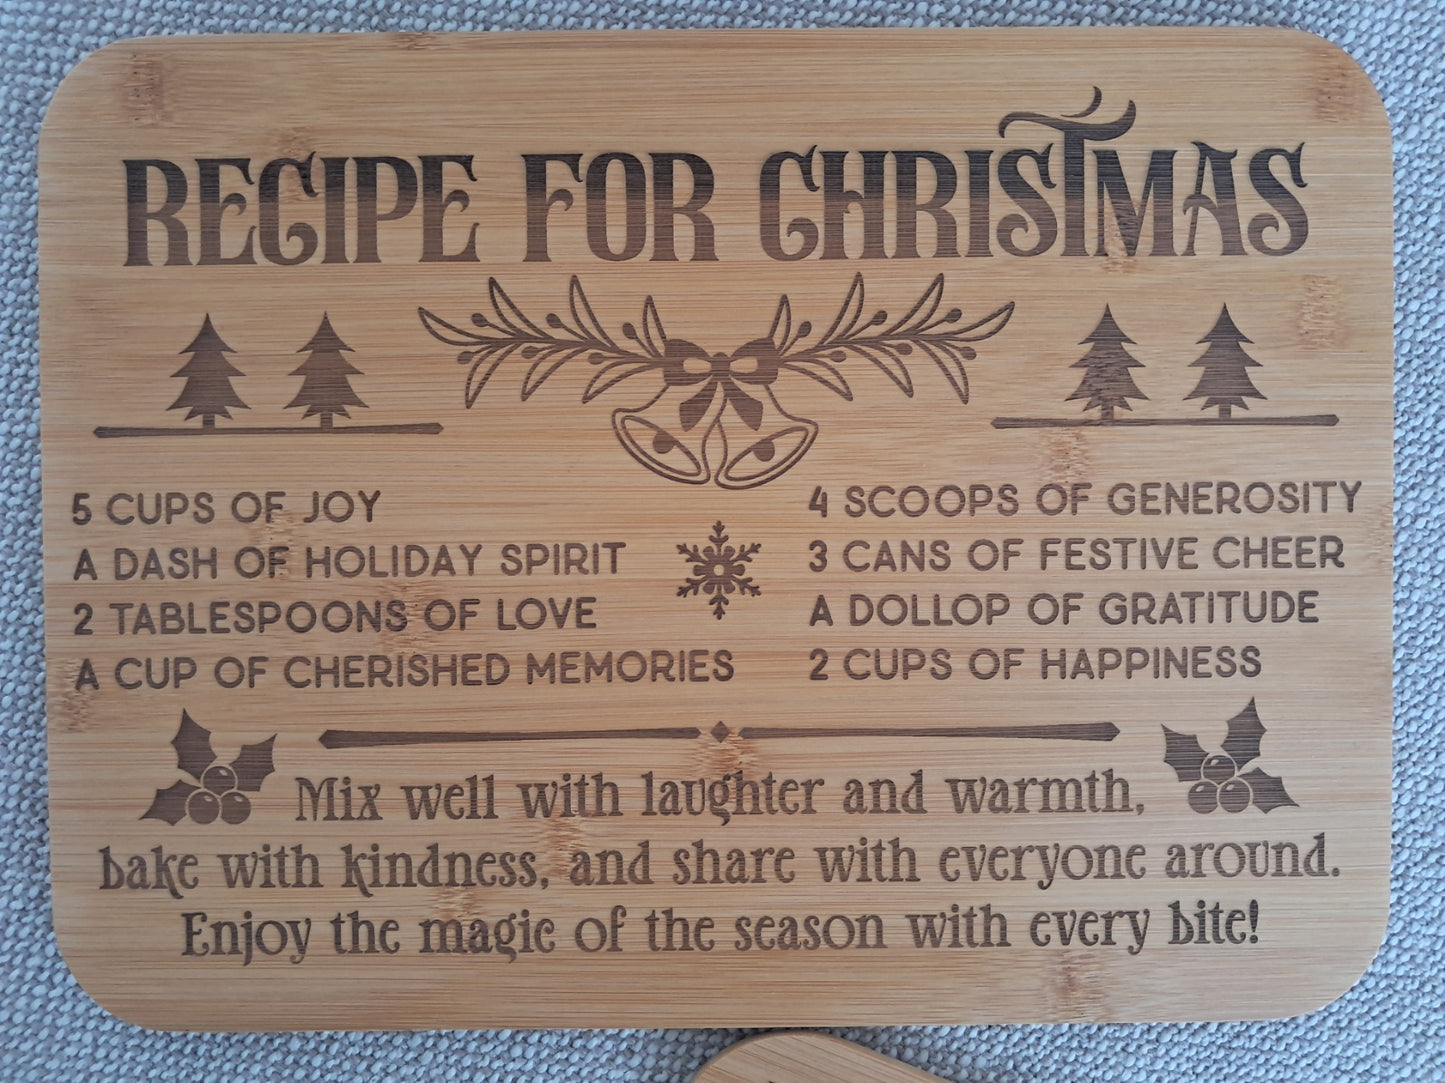 RECIPE FOR CHRISTMAS
5 CUPS OF JOY
A DASH OF HOLIDAY SPIRIT
2 TABLESPOONS OF LOVE
A CUP OF CHERISHED MEMORIES
4 SCOOPS OF GENEROSITY
3 CANS OF FESTIVE CHEER
A DOLLOP OF GRATITUDE
2 CUPS OF HAPPINESS
Mix well with laughter and warmth,
bake with kindness, and share with everyone around.
Enjoy the magic of the season with every bite!